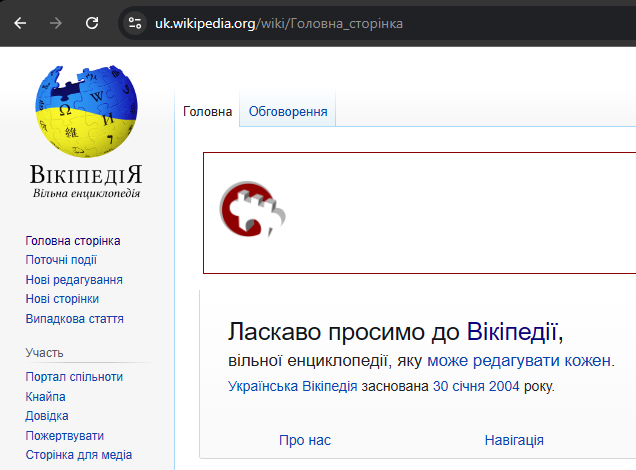 uk.wikipedia.org/wiki/Головна_сторінка
ВікіпедіЯ
Вільна енциклопедія
Головна сторінка
Поточні події
Нові редагування
Нові сторінки
Випадкова стаття
Участь
Портал спільноти
Кнайпа
Довідка
Пожертвувати
Сторінка для медіа
Головна
Обговорення
Ласкаво просимо до Вікіпедії,
вільної енциклопедії, яку може редагувати кожен.
Українська Вікіпедія заснована 30 січня 2004 року.
Про нас
Навігація